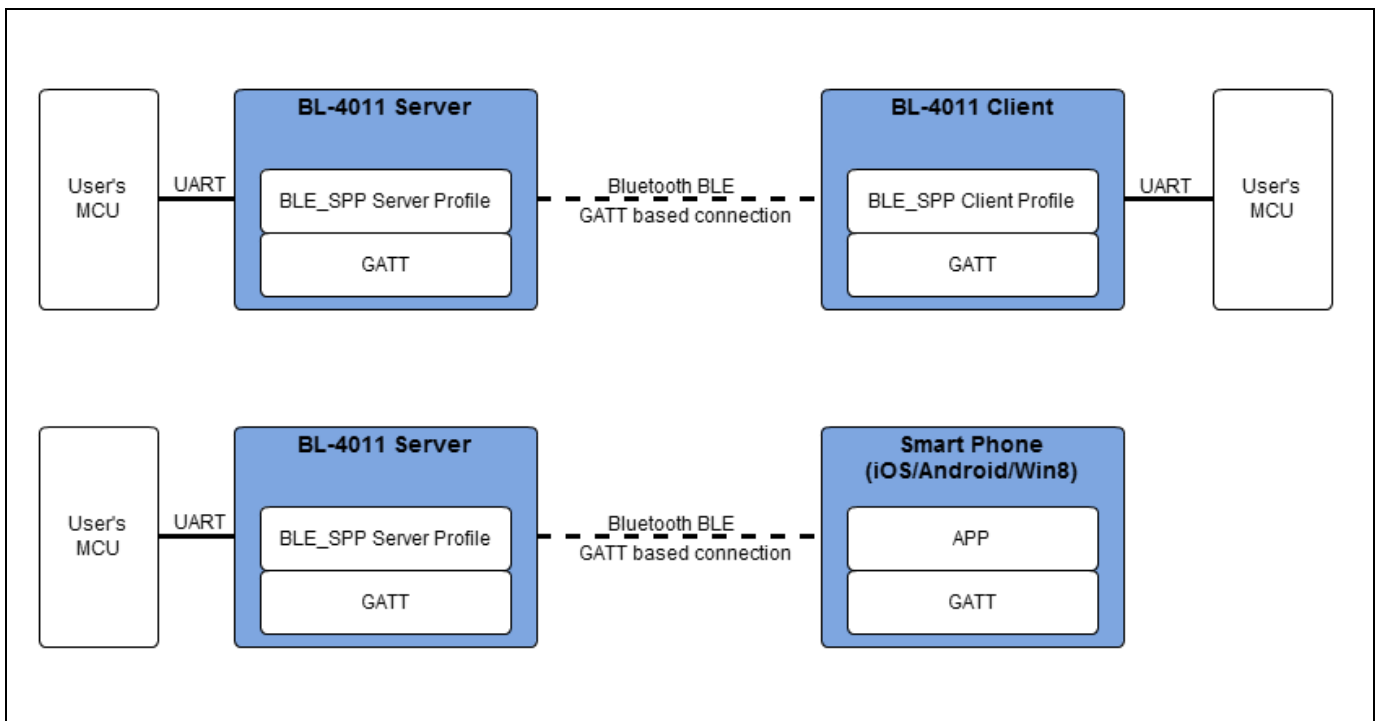 BL-4011 Server
BL-4011 Client
User's
MCU
UART
BLE_SPP Server Profile
GATT
Bluetooth BLE
GATT based connection
BLE_SPP Client Profile
GATT
UART
User's
MCU
BL-4011 Server
Smart Phone
(iOS/Android/Win8)
User's
MCU
UART
BLE_SPP Server Profile
GATT
Bluetooth BLE
GATT based connection
APP
GATT